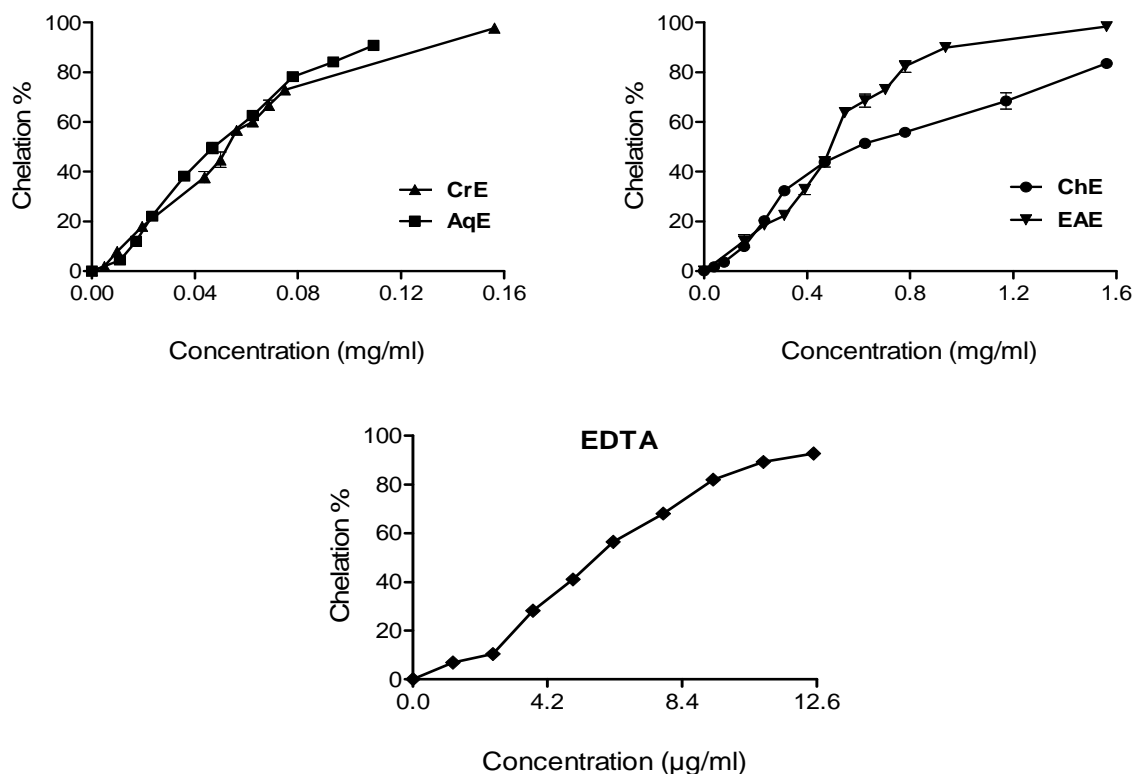 100
80
60
40
20
0
Chelation %
CrE
AqE
0.00 0.04 0.08 0.12 0.16
Concentration (mg/ml)
100
80
60
40
20
0
Chelation %
ChE
EAE
0.0 0.4 0.8 1.2 1.6
Concentration (mg/ml)
EDTA
100
80
60
40
20
0
Chelation %
0.0 4.2 8.4 12.6
Concentration (µg/ml)